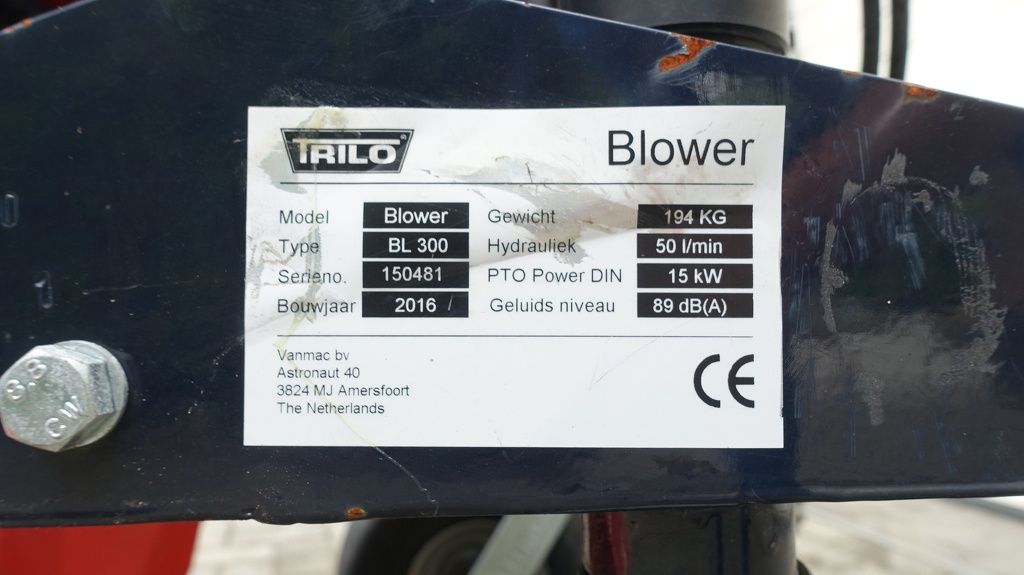 TRILO® Blower
Model Blower Gewicht 194 KG
Type BL 300 Hydrauliek 50 l/min
Serieno. 150481 PTO Power DIN 15 kW
Bouwjaar 2016 Geluids niveau 89 dB(A)
Vanmac bv
Astronaut 40
3824 MJ Amersfoort
The Netherlands
CE
8.8
CW